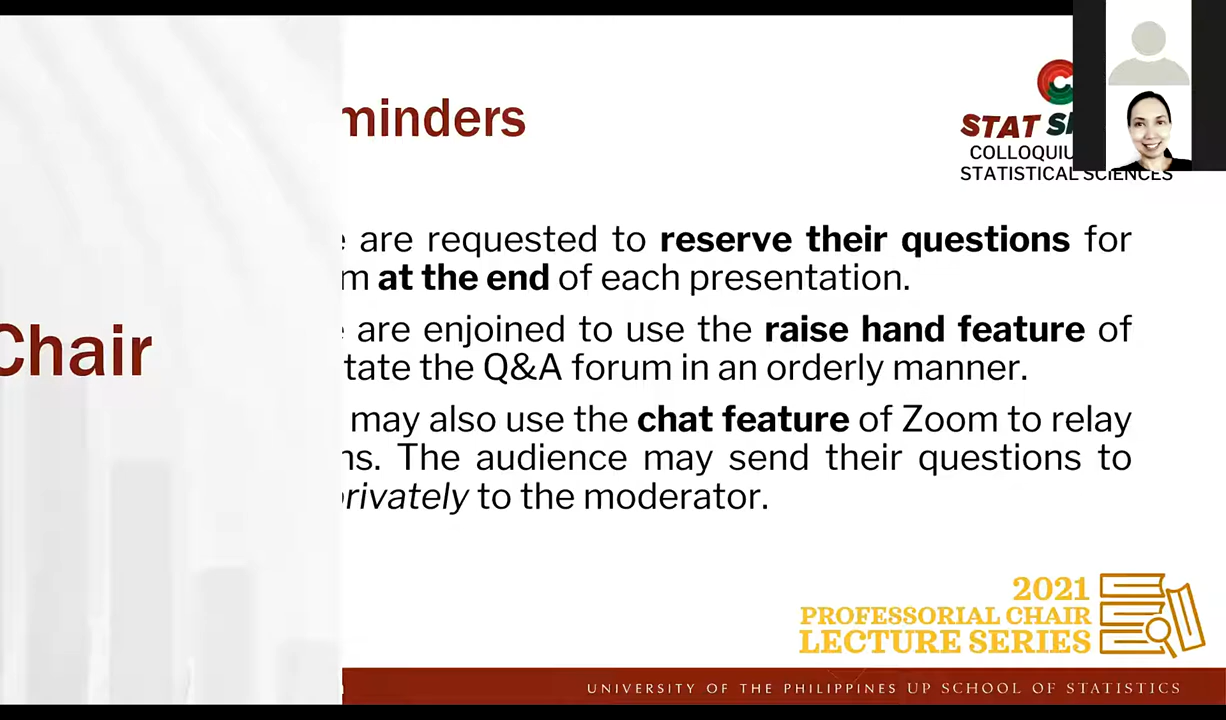 minders
STAT
COLLOQUIU
STATISTICAL SCIENCES
are requested to reserve their questions for
m at the end of each presentation.
are enjoined to use the raise hand feature of
tate the Q&A forum in an orderly manner.
Chair
may also use the chat feature of Zoom to relay
ns. The audience may send their questions to
privately to the moderator.
2021
PROFESSORIAL CHAIR
LECTURE SERIES
UNIVERSITY OF THE PHILIPPINES UP SCHOOL OF STATISTICS